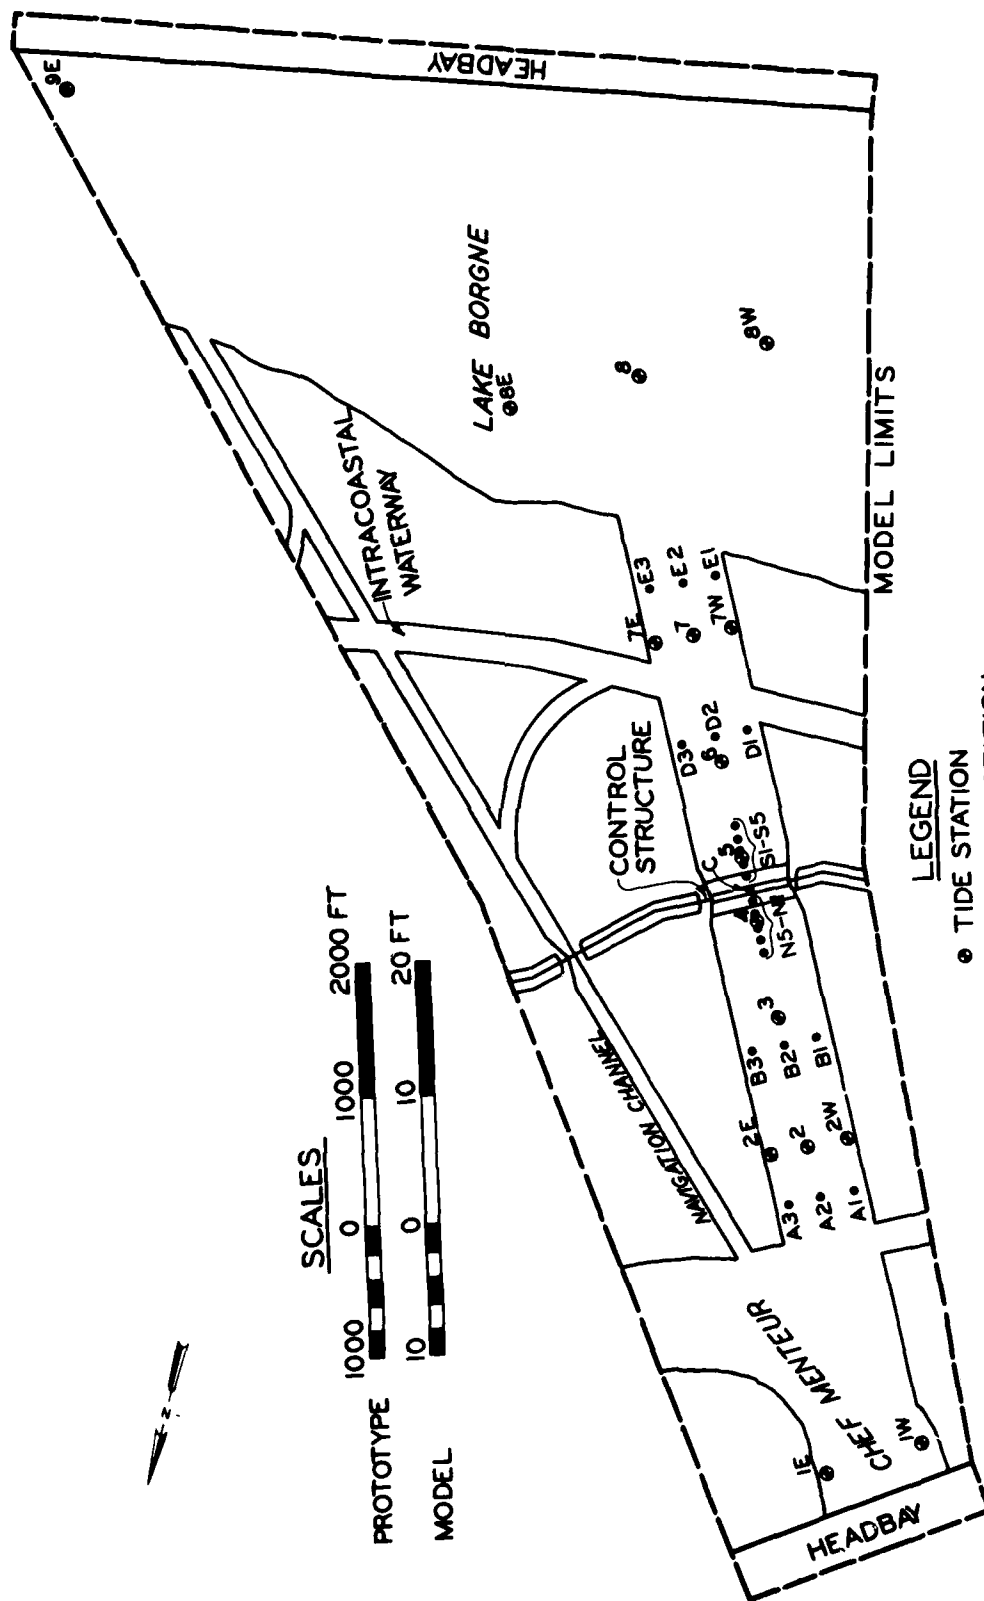 SCALES
1000 0 1000 2000 FT
PROTOTYPE
10 0 10 20 FT
MODEL
N
HEADBAY
9E
LAKE BORGNE
8E
8
8W
INTRACOASTAL
WATERWAY
MODEL LIMITS
7E
7
7W
E3
E2
E1
CONTROL
STRUCTURE
D3
D2
6
D1
C
5
S1-S5
4
N5-N1
NAVIGATION CHANNEL
B3
3
B2
B1
2E
2
2W
A3
A2
A1
CHEF MENTEUR
1E
1W
HEADBAY
LEGEND
TIDE STATION